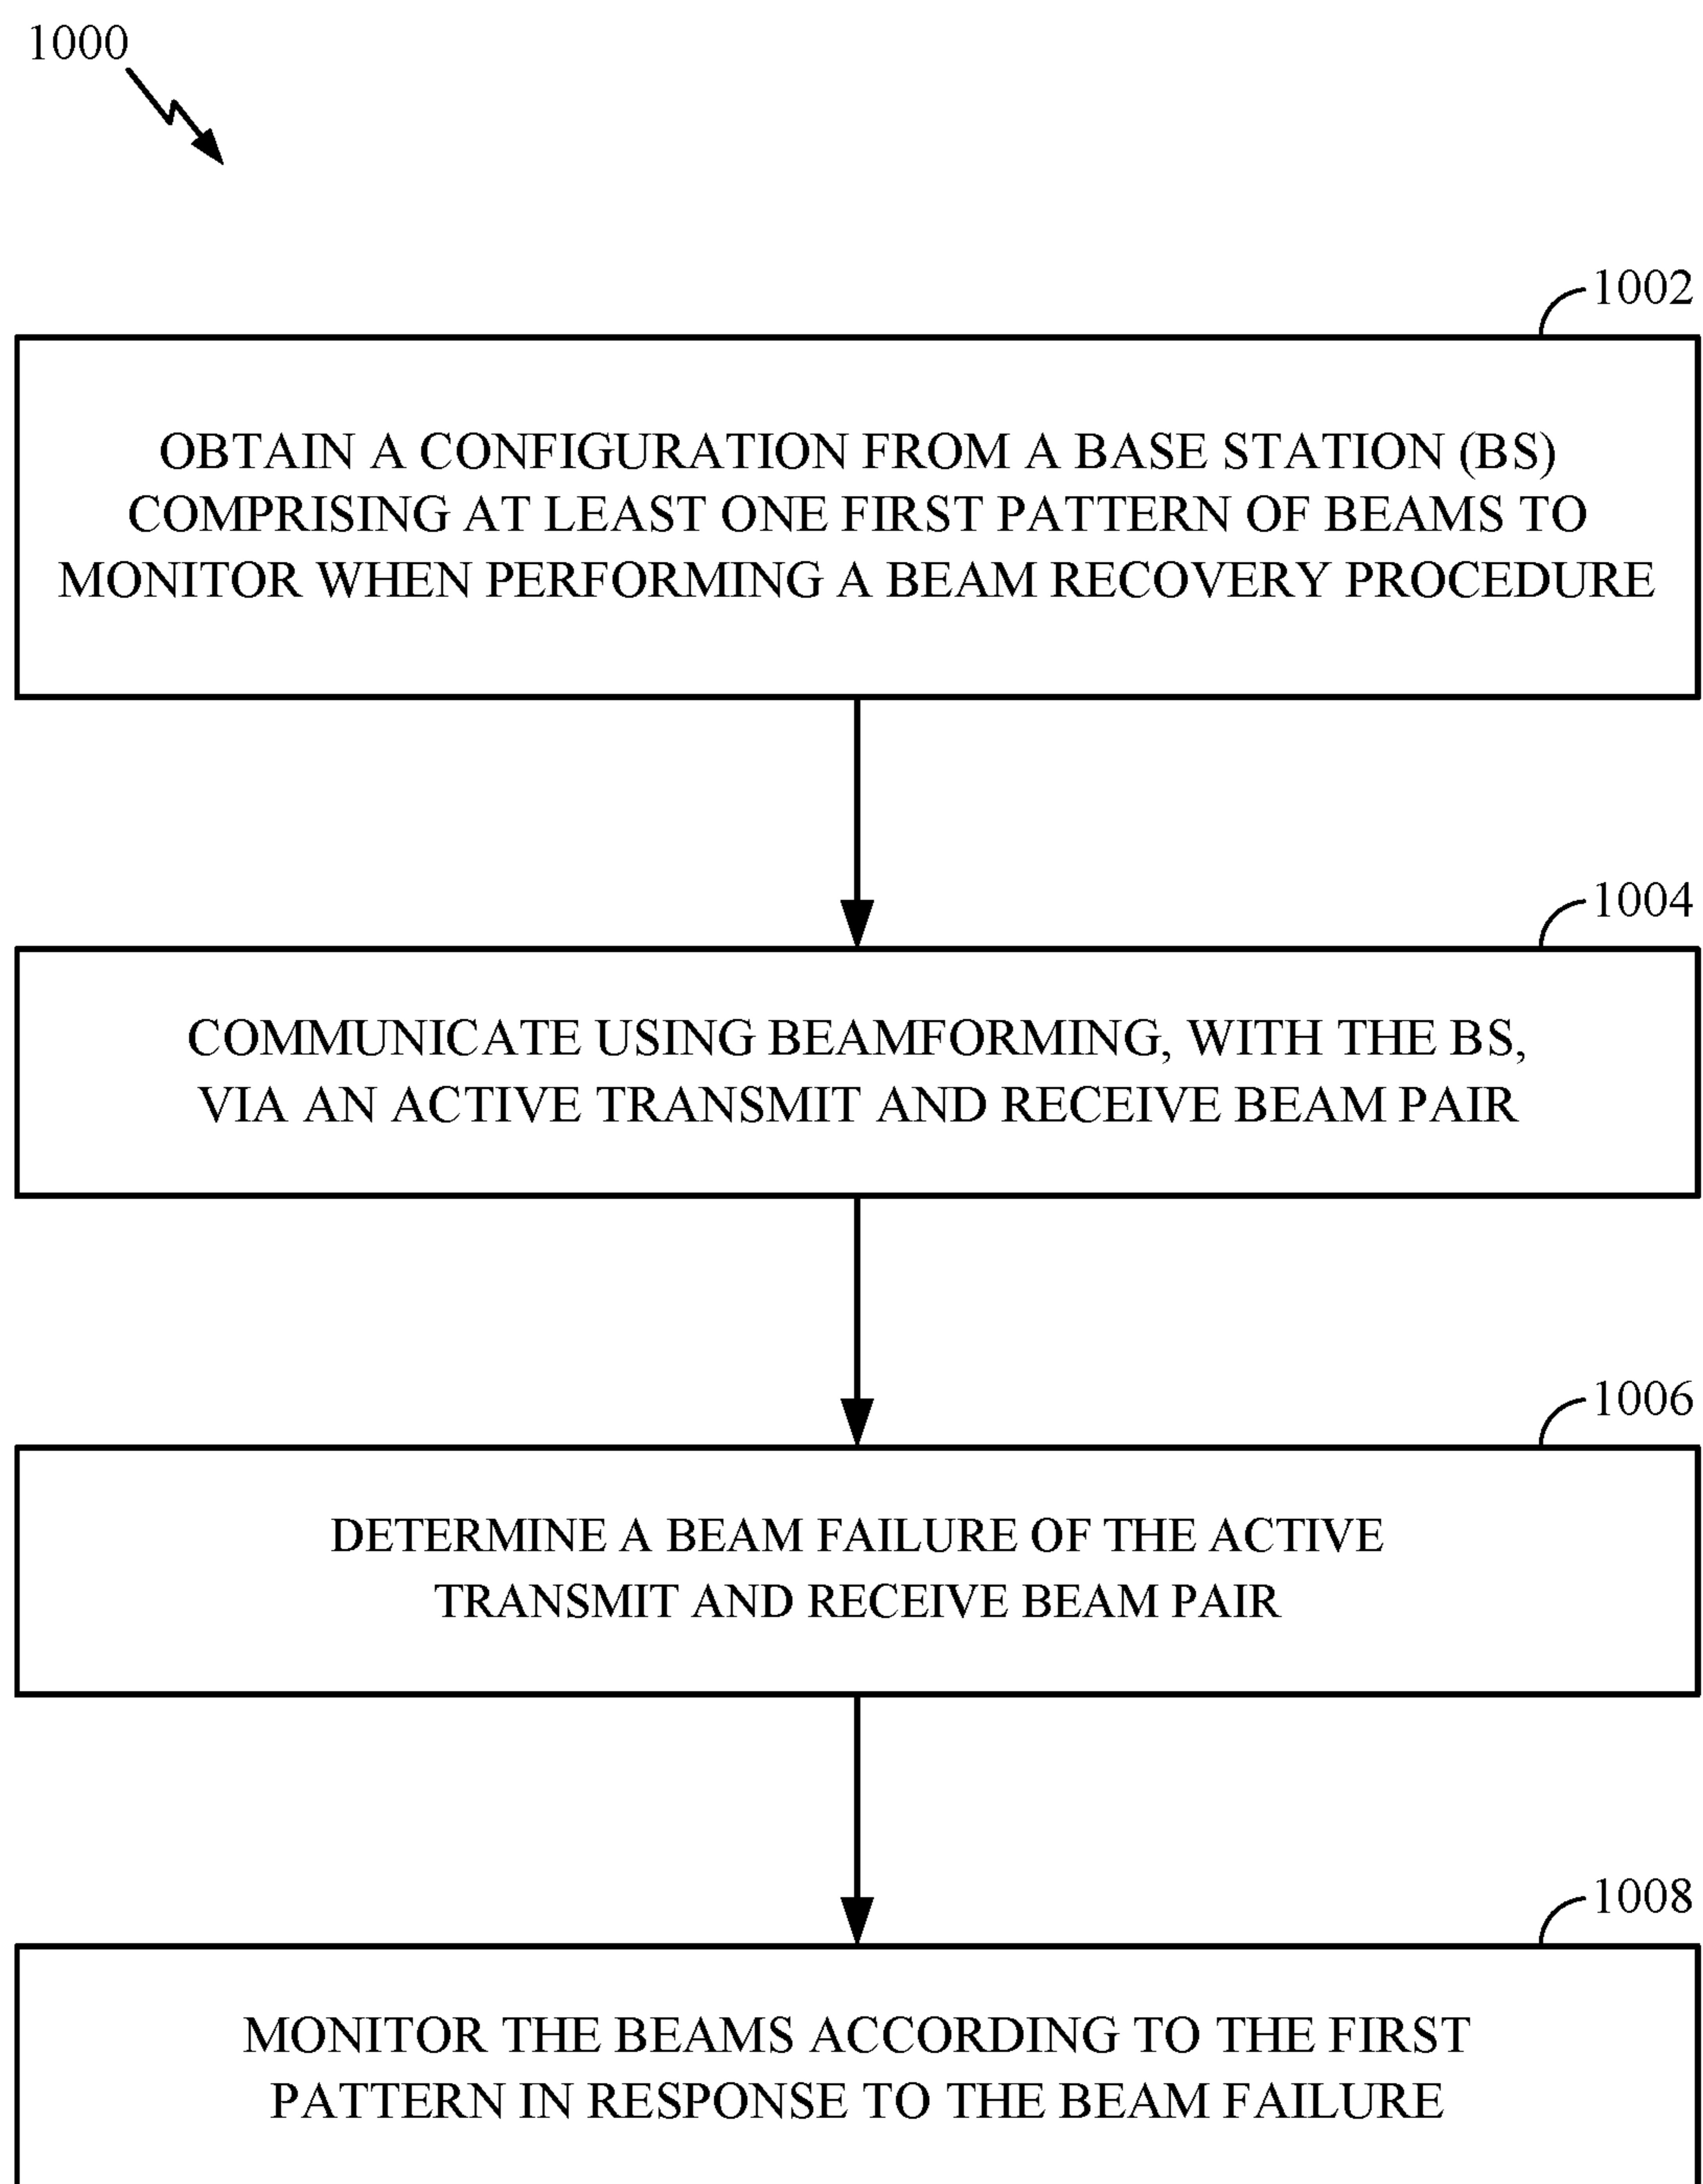 1000
1002
OBTAIN A CONFIGURATION FROM A BASE STATION (BS)
COMPRISING AT LEAST ONE FIRST PATTERN OF BEAMS TO
MONITOR WHEN PERFORMING A BEAM RECOVERY PROCEDURE
1004
COMMUNICATE USING BEAMFORMING, WITH THE BS,
VIA AN ACTIVE TRANSMIT AND RECEIVE BEAM PAIR
1006
DETERMINE A BEAM FAILURE OF THE ACTIVE
TRANSMIT AND RECEIVE BEAM PAIR
1008
MONITOR THE BEAMS ACCORDING TO THE FIRST
PATTERN IN RESPONSE TO THE BEAM FAILURE